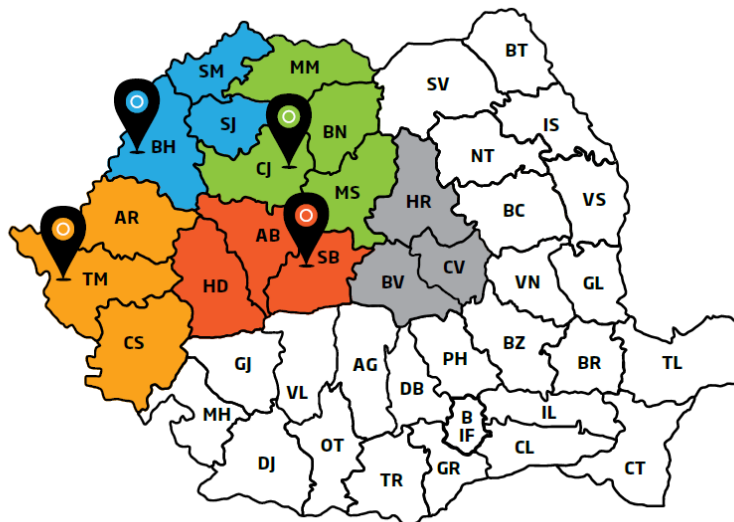 BT
SM
MM
SV
SJ
BN
IS
BH
CJ
NT
MS
HR
BC
VS
AR
AB
SB
CV
TM
HD
BV
VN
GL
CS
GJ
AG
PH
BZ
BR
TL
VL
DB
MH
B
IF
IL
OT
CL
DJ
TR
GR
CT